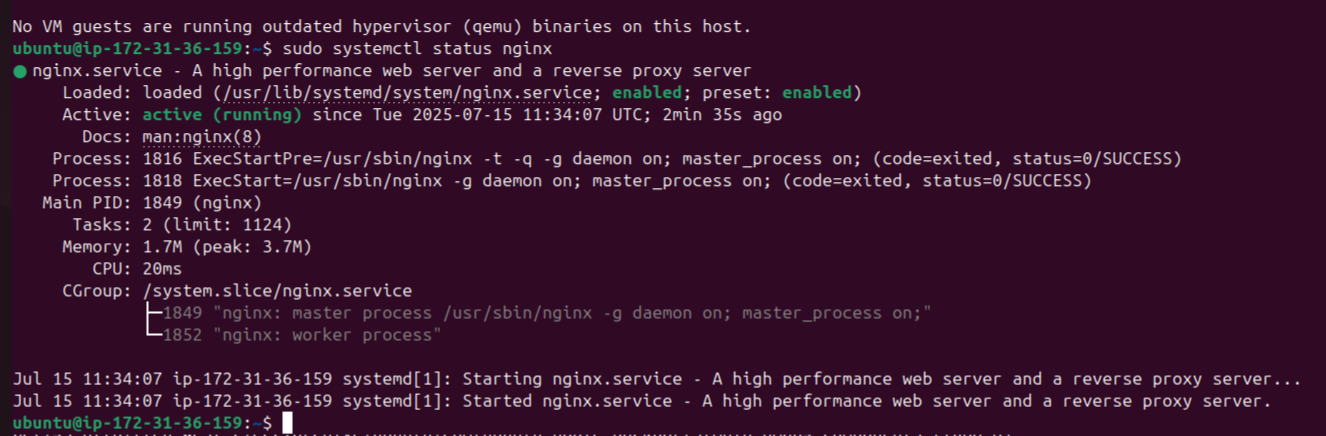 No VM guests are running outdated hypervisor (qemu) binaries on this host.
ubuntu@ip-172-31-36-159:~$ sudo systemctl status nginx
● nginx.service - A high performance web server and a reverse proxy server
Loaded: loaded (/usr/lib/systemd/system/nginx.service; enabled; preset: enabled)
Active: active (running) since Tue 2025-07-15 11:34:07 UTC; 2min 35s ago
Docs: man:nginx(8)
Process: 1816 ExecStartPre=/usr/sbin/nginx -t -q -g daemon on; master_process on; (code=exited, status=0/SUCCESS)
Process: 1818 ExecStart=/usr/sbin/nginx -g daemon on; master_process on; (code=exited, status=0/SUCCESS)
Main PID: 1849 (nginx)
Tasks: 2 (limit: 1124)
Memory: 1.7M (peak: 3.7M)
CPU: 20ms
CGroup: /system.slice/nginx.service
├─1849 "nginx: master process /usr/sbin/nginx -g daemon on; master_process on;"
└─1852 "nginx: worker process"
Jul 15 11:34:07 ip-172-31-36-159 systemd[1]: Starting nginx.service - A high performance web server and a reverse proxy server...
Jul 15 11:34:07 ip-172-31-36-159 systemd[1]: Started nginx.service - A high performance web server and a reverse proxy server.
ubuntu@ip-172-31-36-159:~$